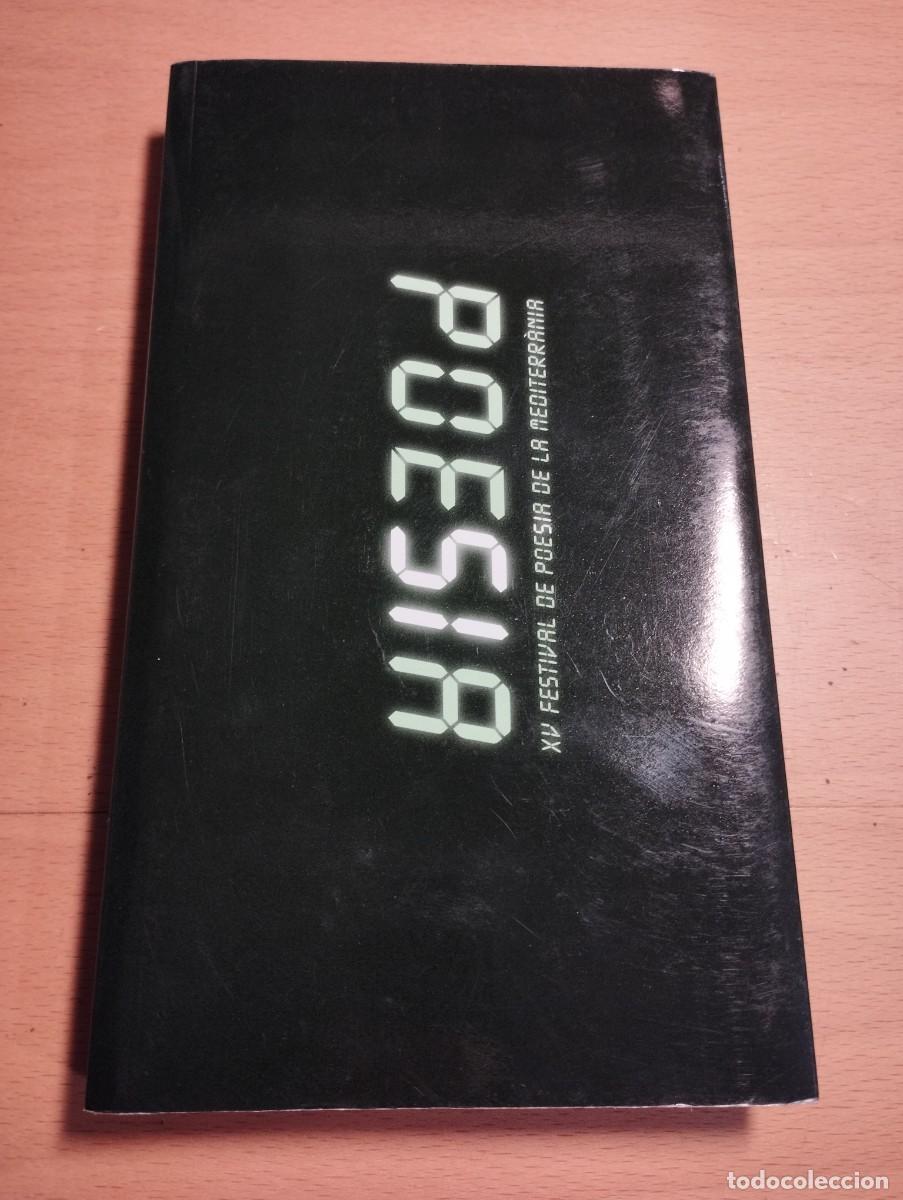 POESIA
XV FESTIVAL DE POESIA DE LA MEDITERRÀNIA
todocoleccion